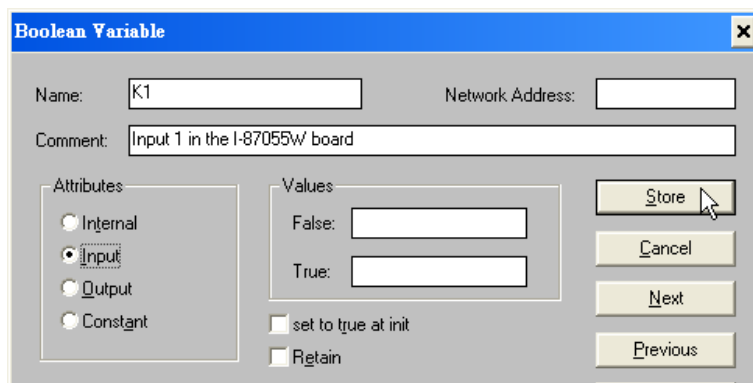 Boolean Variable
Name: K1 Network Address:
Comment: Input 1 in the I-87055W board
Attributes
Internal
Input
Output
Constant
Values
False:
True:
set to true at init
Retain
Store
Cancel
Next
Previous